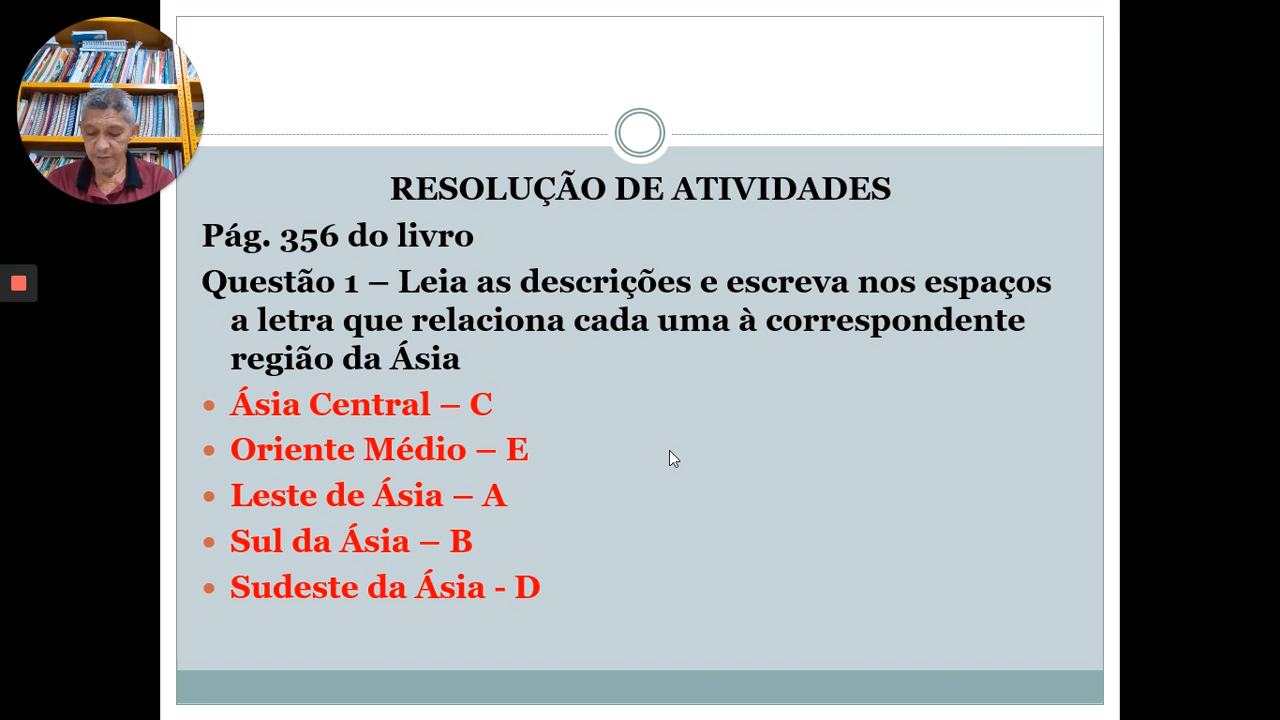 RESOLUÇÃO DE ATIVIDADES
Pág. 356 do livro
Questão 1 – Leia as descrições e escreva nos espaços
a letra que relaciona cada uma à correspondente
região da Ásia
• Ásia Central – C
• Oriente Médio – E
• Leste de Ásia – A
• Sul da Ásia – B
• Sudeste da Ásia - D